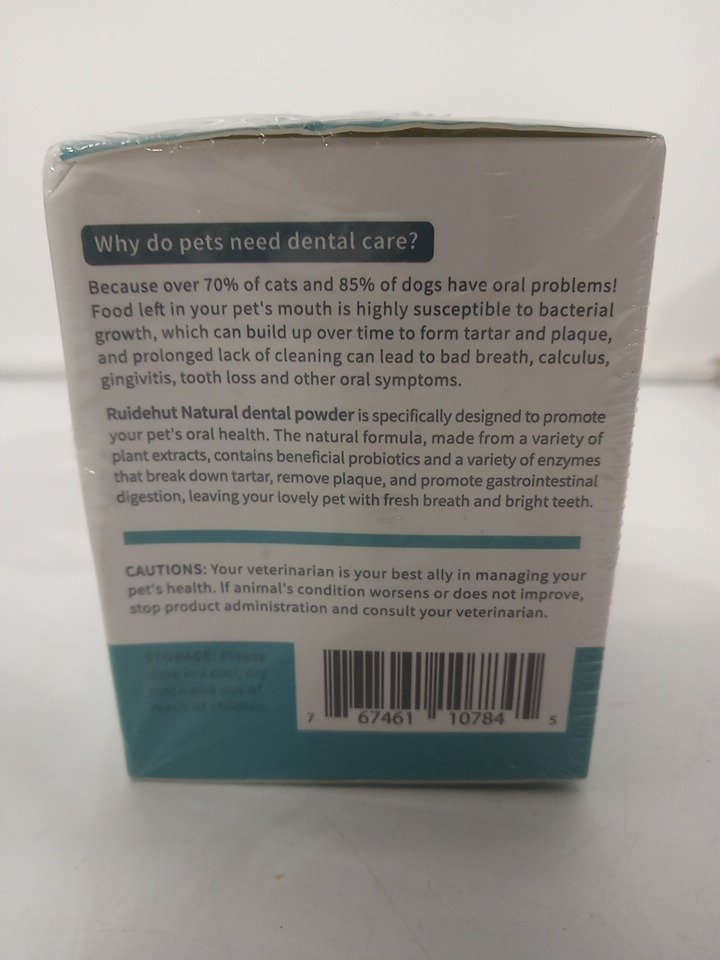 Why do pets need dental care?
Because over 70% of cats and 85% of dogs have oral problems!
Food left in your pet's mouth is highly susceptible to bacterial
growth, which can build up over time to form tartar and plaque,
and prolonged lack of cleaning can lead to bad breath, calculus,
gingivitis, tooth loss and other oral symptoms.
Ruidehut Natural dental powder is specifically designed to promote
your pet's oral health. The natural formula, made from a variety of
plant extracts, contains beneficial probiotics and a variety of enzymes
that break down tartar, remove plaque, and promote gastrointestinal
digestion, leaving your lovely pet with fresh breath and bright teeth.
CAUTIONS: Your veterinarian is your best ally in managing your
pet's health. If animal's condition worsens or does not improve,
stop product administration and consult your veterinarian.
STORAGE: Please
store in a cool, dry
place and out of
reach of children
7 67461 10784 5